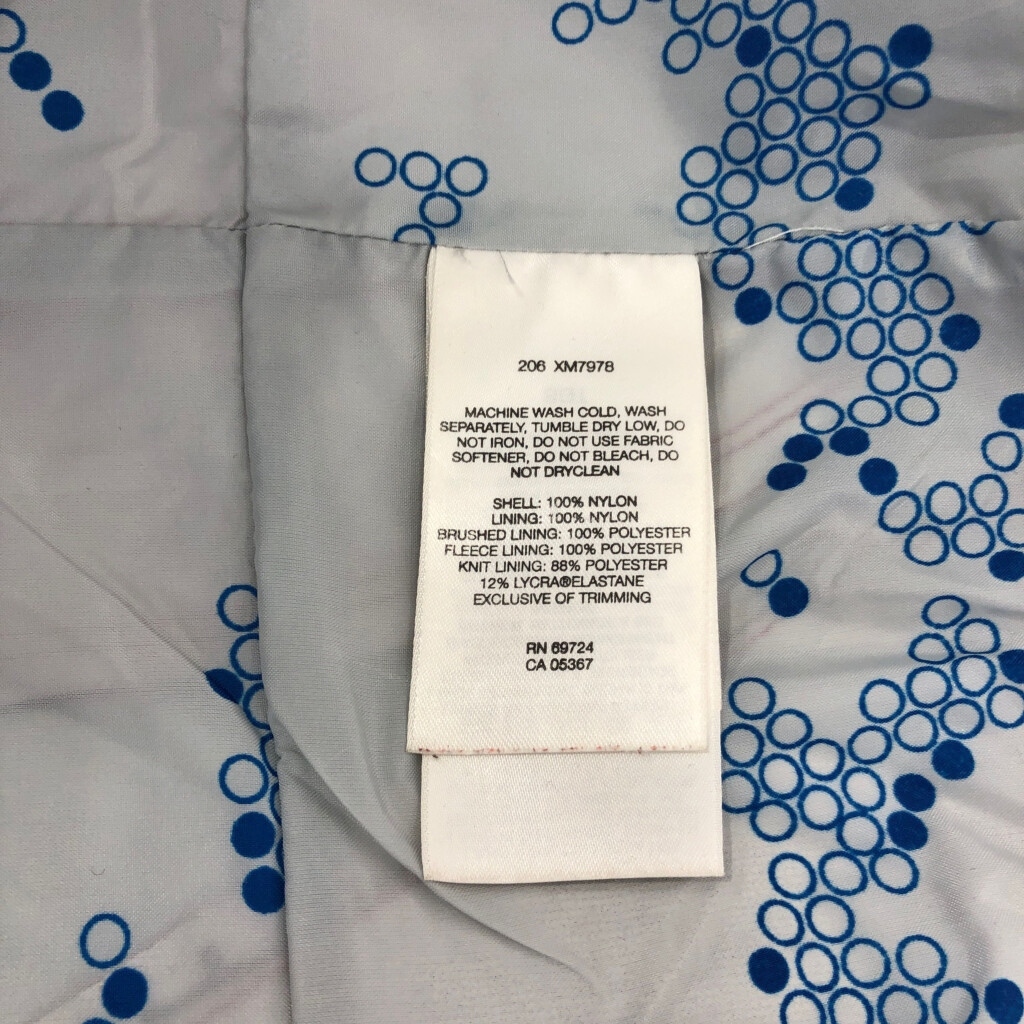 206 XM7978
MACHINE WASH COLD, WASH
SEPARATELY, TUMBLE DRY LOW, DO
NOT IRON, DO NOT USE FABRIC
SOFTENER, DO NOT BLEACH, DO
NOT DRYCLEAN
SHELL: 100% NYLON
LINING: 100% NYLON
BRUSHED LINING: 100% POLYESTER
FLEECE LINING: 100% POLYESTER
KNIT LINING: 88% POLYESTER
12% LYCRA®ELASTANE
EXCLUSIVE OF TRIMMING
RN 69724
CA 05367